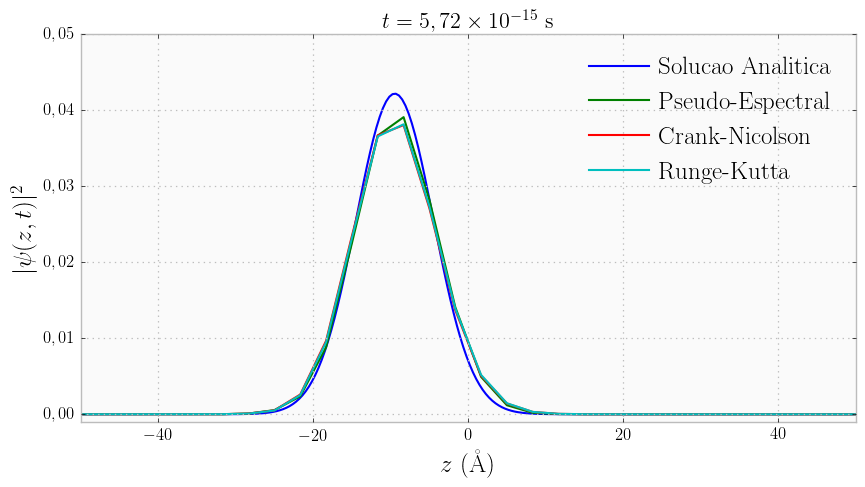 t = 5,72 × 10⁻¹⁵ s
0,05
0,04
0,03
0,02
0,01
0,00
|ψ(z, t)|²
Solucao Analitica
Pseudo-Espectral
Crank-Nicolson
Runge-Kutta
−40
−20
0
20
40
z (Å)